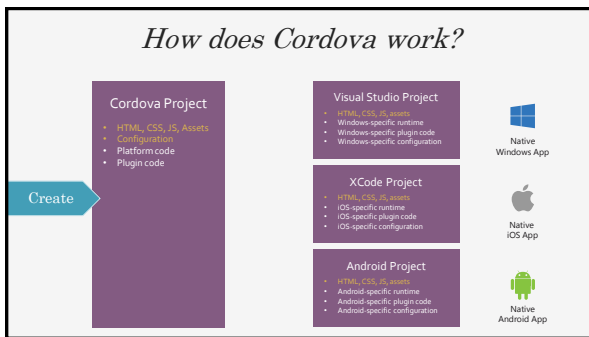 How does Cordova work?
Create
Cordova Project
• HTML, CSS, JS, Assets
• Configuration
• Platform code
• Plugin code
Visual Studio Project
• HTML, CSS, JS, assets
• Windows-specific runtime
• Windows-specific plugin code
• Windows-specific configuration
Native
Windows App
XCode Project
• HTML, CSS, JS, assets
• iOS-specific runtime
• iOS-specific plugin code
• iOS-specific configuration
Native
iOS App
Android Project
• HTML, CSS, JS, assets
• Android-specific runtime
• Android-specific plugin code
• Android-specific configuration
Native
Android App